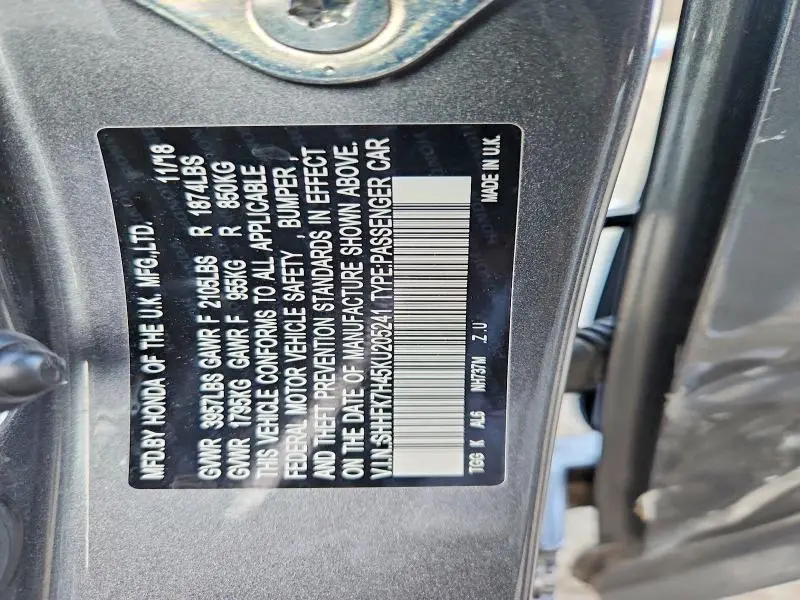 MFD.BY HONDA OF THE U.K. MFG.,LTD. 11/18
GVWR 3957LBS GAWR F 2105LBS R 1874LBS
GVWR 1795KG GAWR F 955KG R 850KG
THIS VEHICLE CONFORMS TO ALL APPLICABLE
FEDERAL MOTOR VEHICLE SAFETY , BUMPER ,
AND THEFT PREVENTION STANDARDS IN EFFECT
ON THE DATE OF MANUFACTURE SHOWN ABOVE.
V.I.N.SHHFK7H45KU205241 TYPE:PASSENGER CAR
TGG K AL6 NH737M Z .U MADE IN U.K.